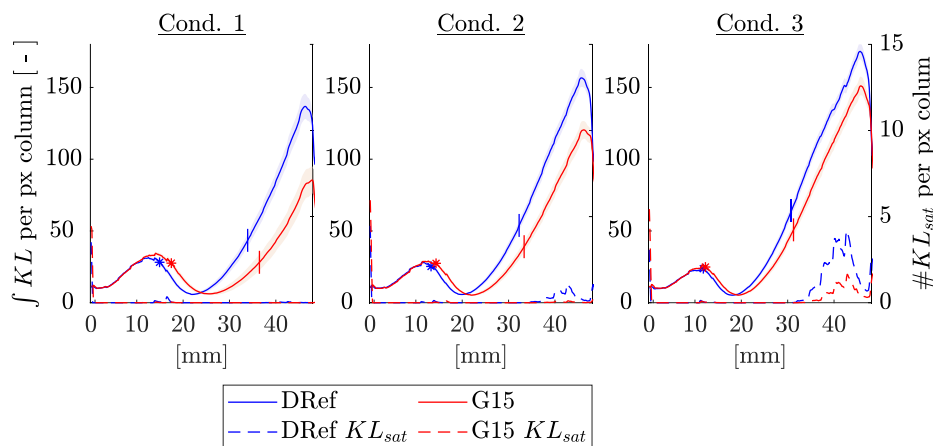 Cond. 1 Cond. 2 Cond. 3
∫ KL per px column [ - ]
150 150 150 15
100 100 100 10
50 50 50 5
0 0 0 0
0 10 20 30 40 0 10 20 30 40 0 20 40
[mm] [mm] [mm]
#KL_sat per px colum
DRef G15
DRef KL_sat G15 KL_sat